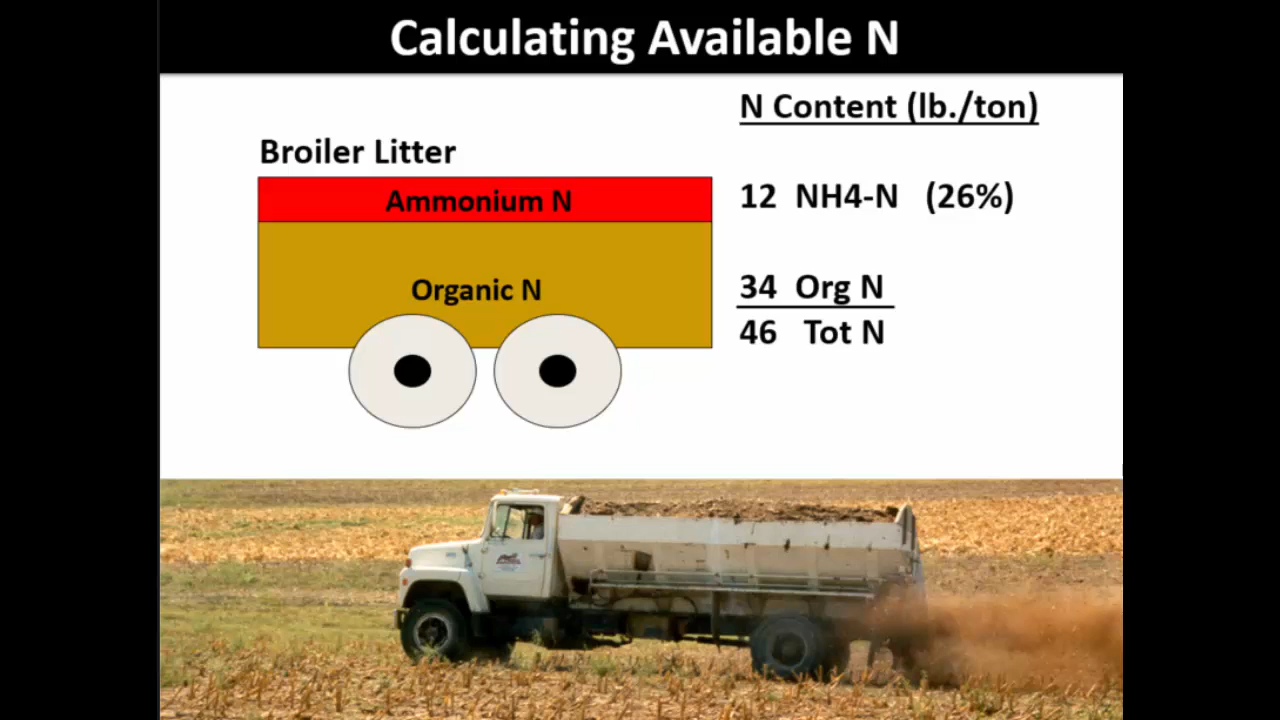 Calculating Available N
N Content (lb./ton)
Broiler Litter
Ammonium N
12 NH4-N (26%)
Organic N
34 Org N
46 Tot N